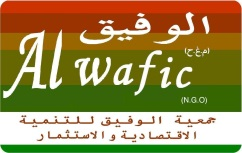 الوفيق
(م.غ.ح)
Al Wafic
(N.G.O)
جمعية الوفيق للتنمية
الاقتصادية والاستثمار